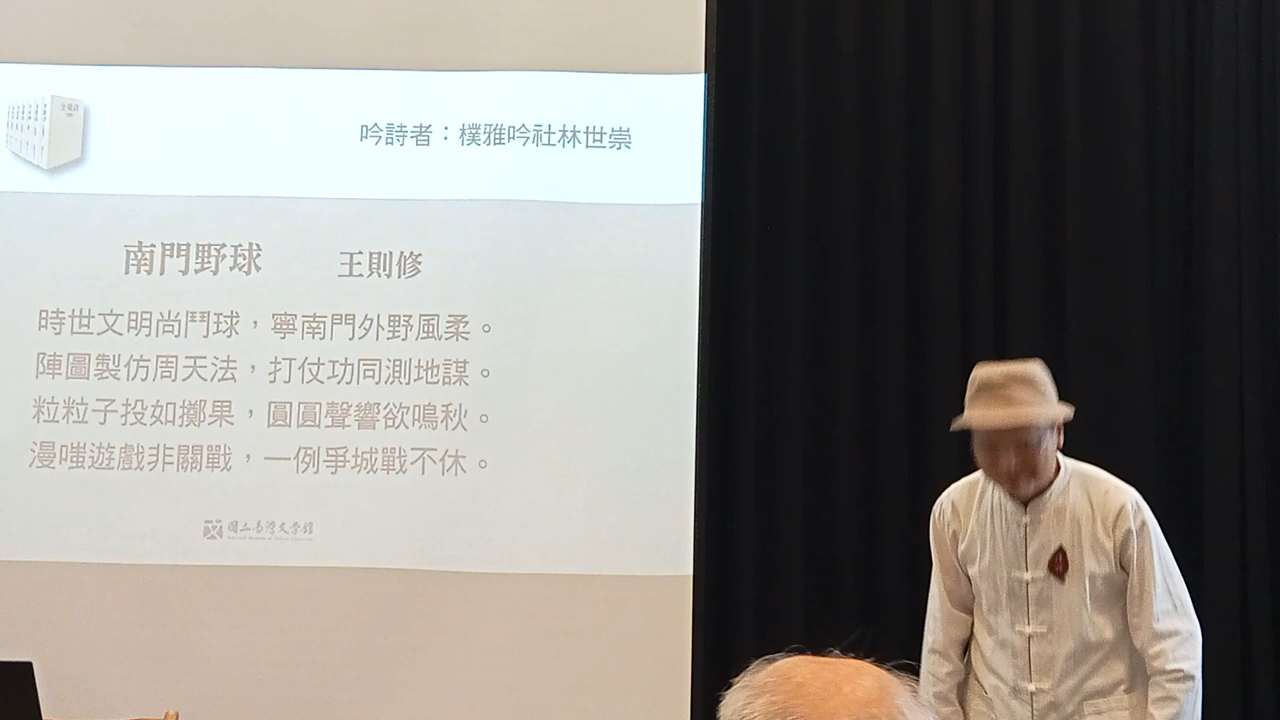 吟詩者：樸雅吟社林世崇
南門野球 王則修
時世文明尚鬥球，寧南門外野風柔。
陣圖製仿周天法，打仗功同測地謀。
粒粒子投如擲果，圓圓聲響欲鳴秋。
漫嗤遊戲非關戰，一例爭城戰不休。
國立台灣文學館